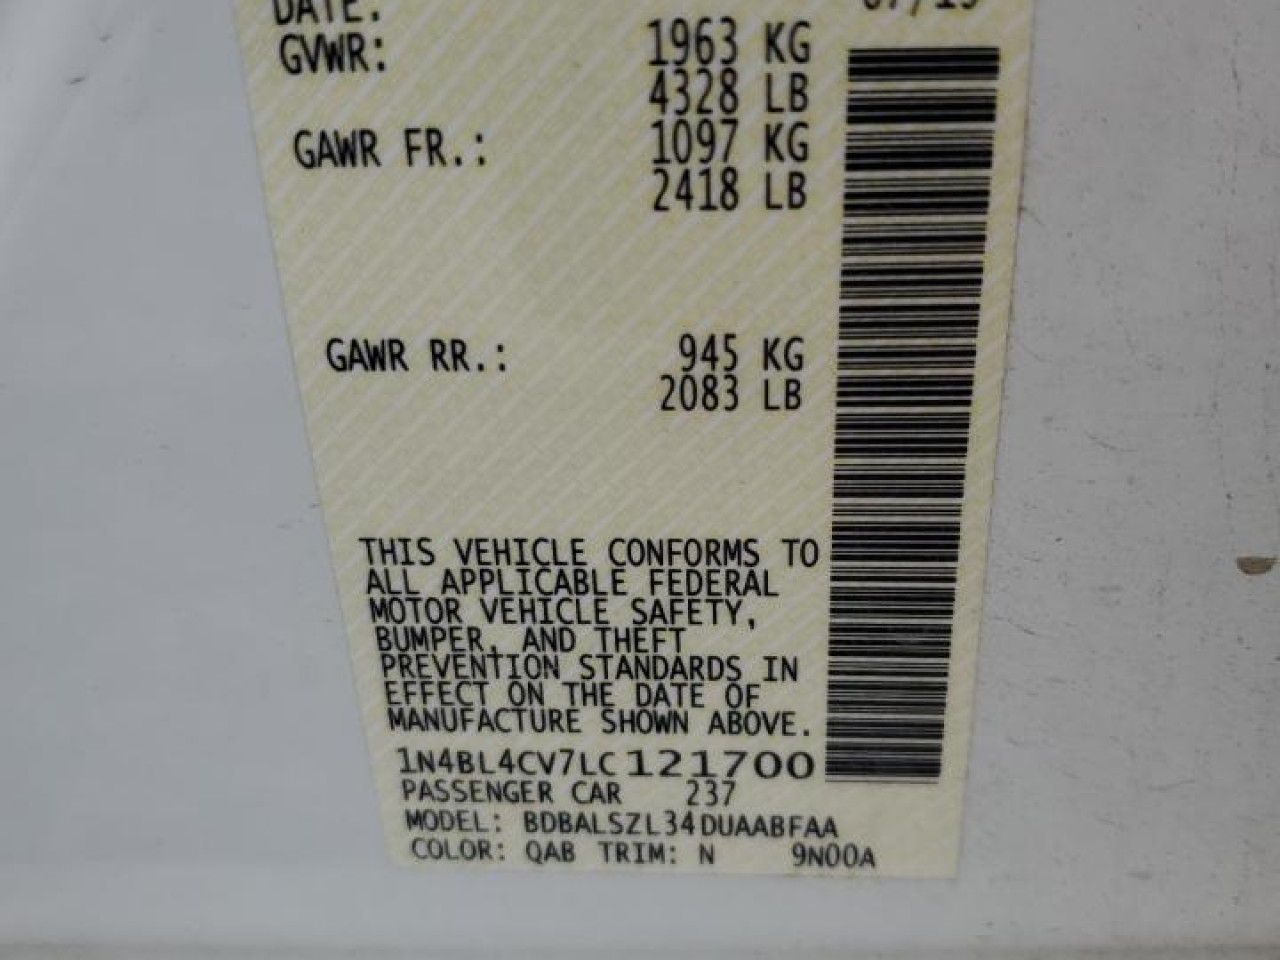 DATE:
GVWR: 1963 KG
4328 LB
GAWR FR.: 1097 KG
2418 LB
GAWR RR.: 945 KG
2083 LB
THIS VEHICLE CONFORMS TO
ALL APPLICABLE FEDERAL
MOTOR VEHICLE SAFETY,
BUMPER, AND THEFT
PREVENTION STANDARDS IN
EFFECT ON THE DATE OF
MANUFACTURE SHOWN ABOVE.
1N4BL4CV7LC121700
PASSENGER CAR 237
MODEL: BDBALSZL34DUAABFAA
COLOR: QAB TRIM: N 9N00A